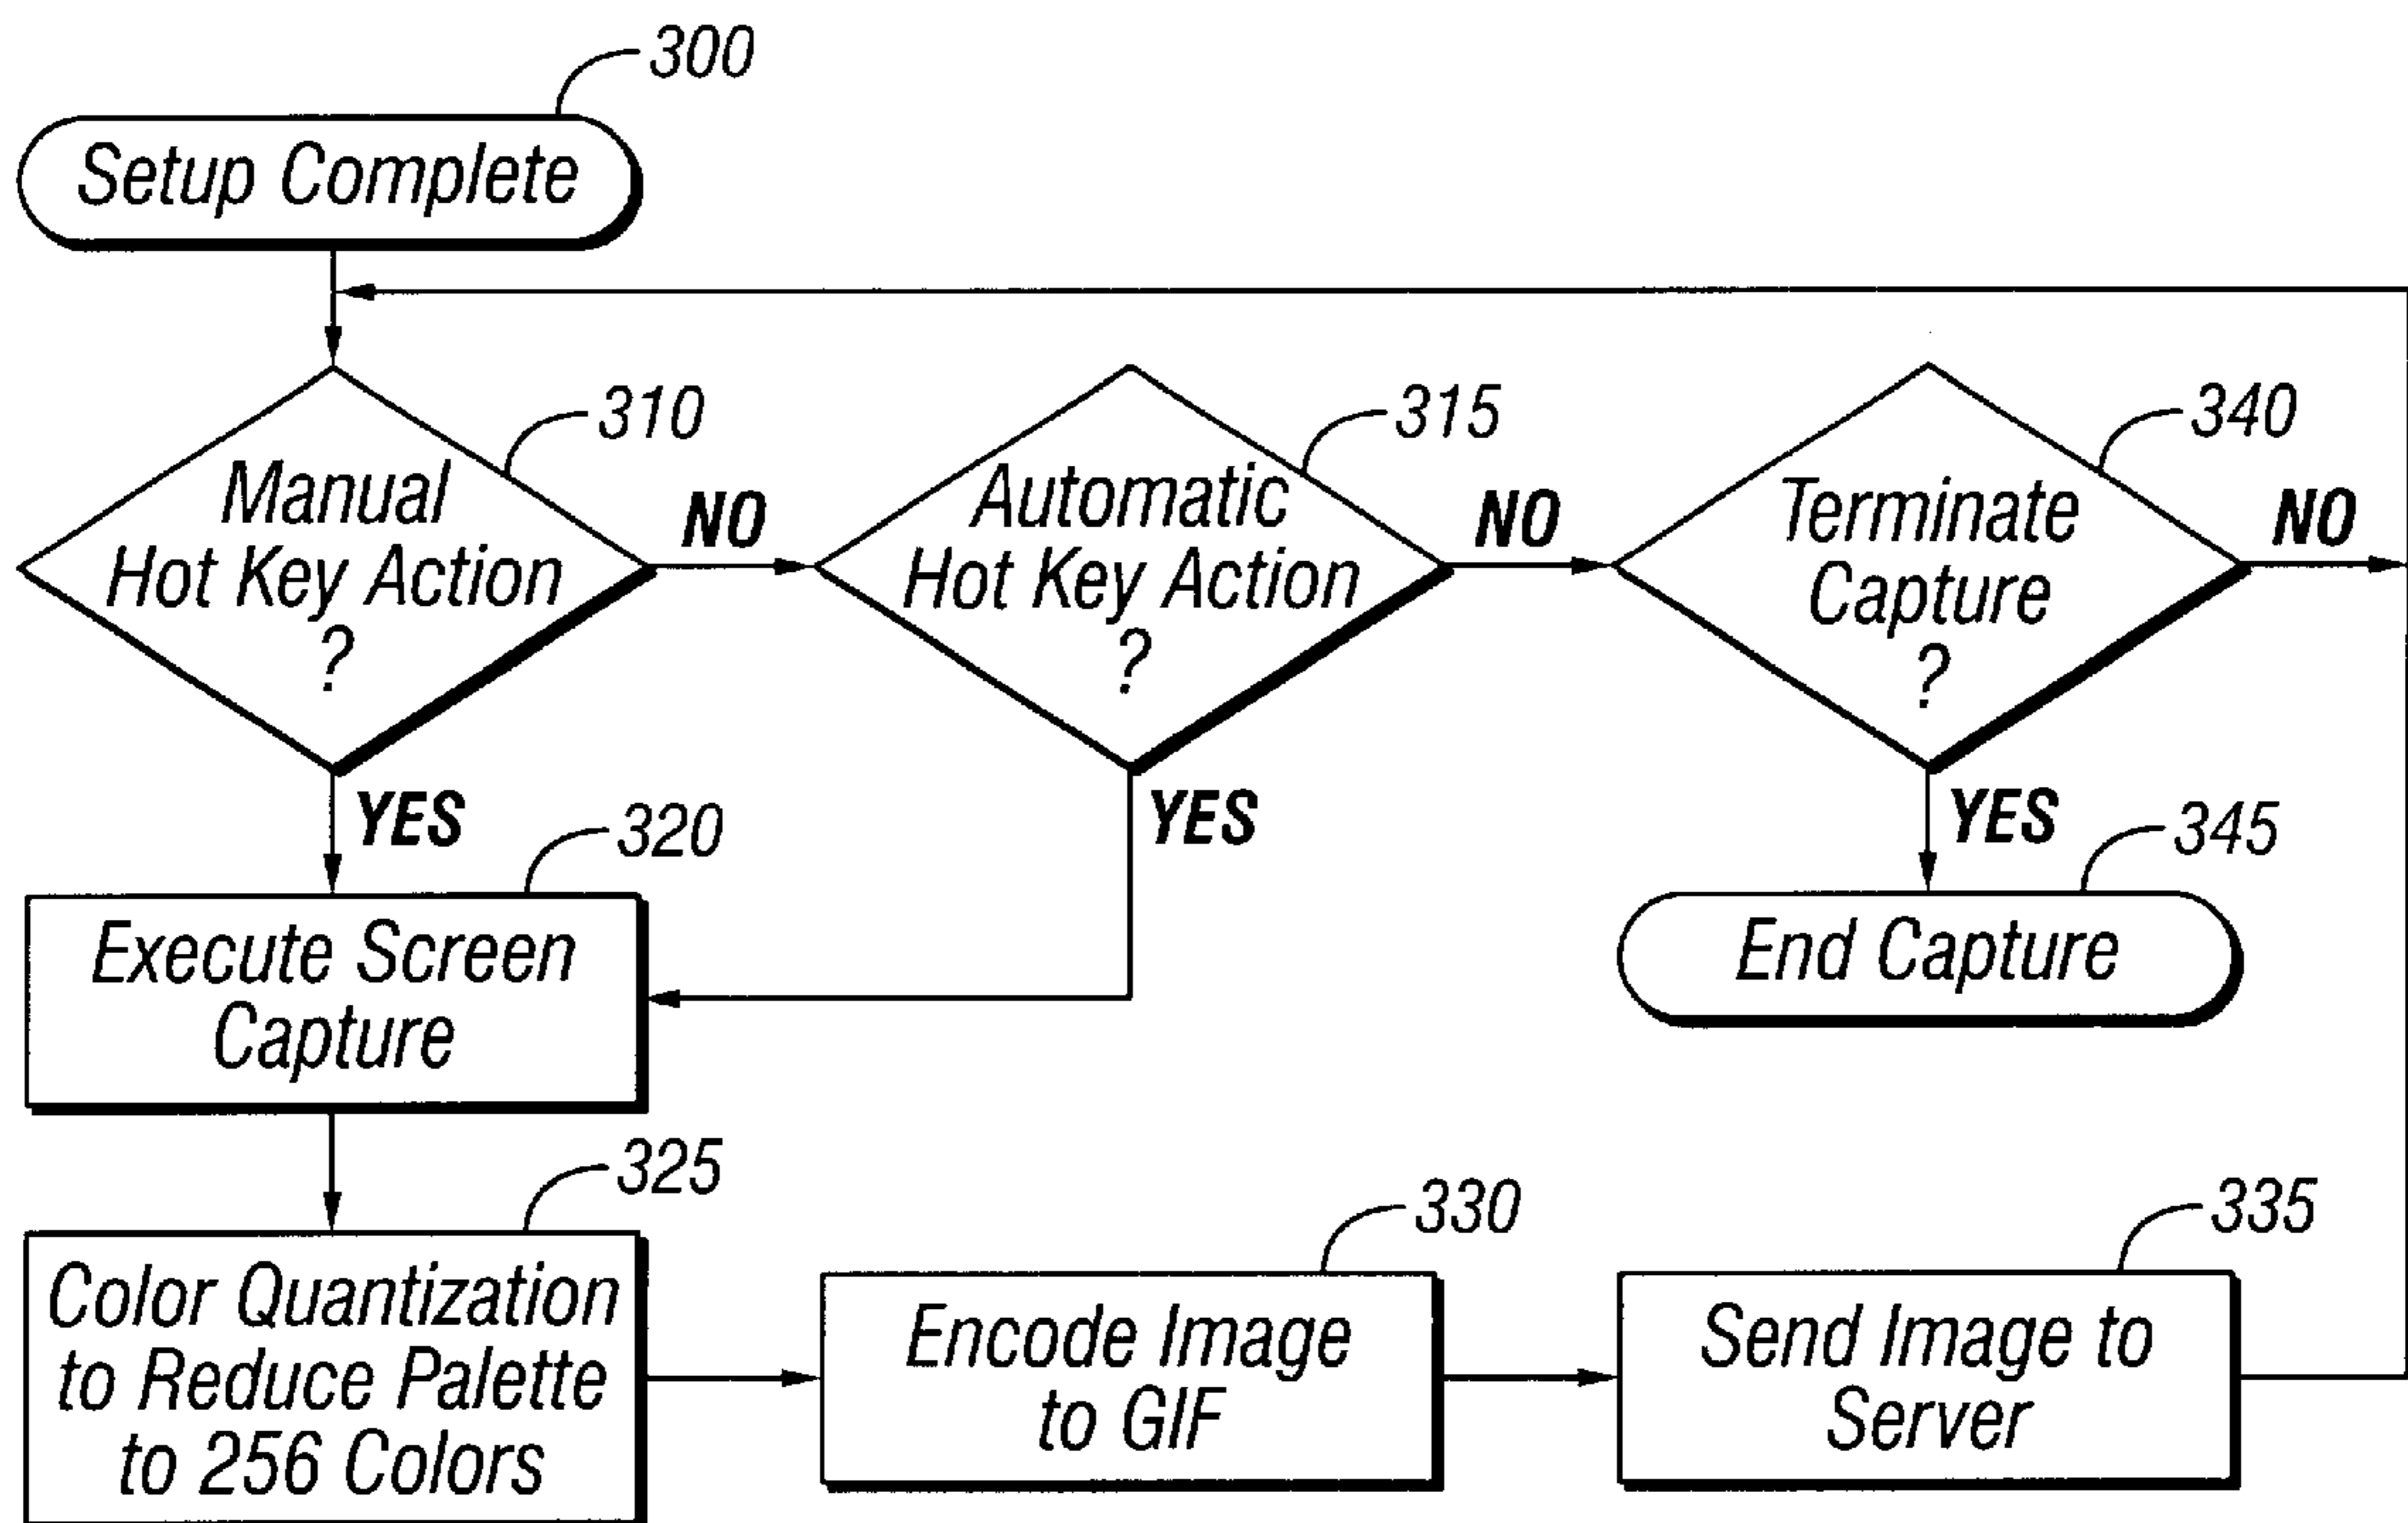 300
Setup Complete
310
Manual
Hot Key Action
?
NO
315
Automatic
Hot Key Action
?
NO
340
Terminate
Capture
?
NO
YES
320
Execute Screen
Capture
YES
YES
345
End Capture
325
Color Quantization
to Reduce Palette
to 256 Colors
330
Encode Image
to GIF
335
Send Image to
Server